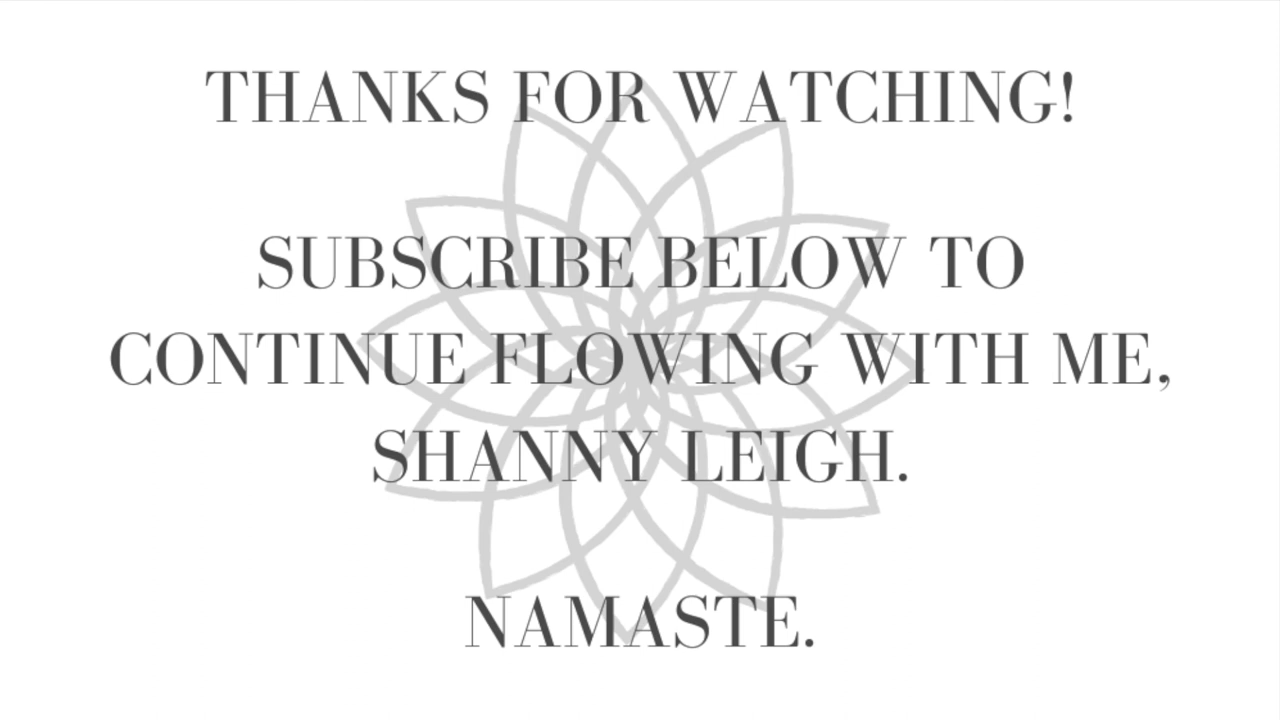 THANKS FOR WATCHING!
SUBSCRIBE BELOW TO
CONTINUE FLOWING WITH ME,
SHANNY LEIGH.
NAMASTE.